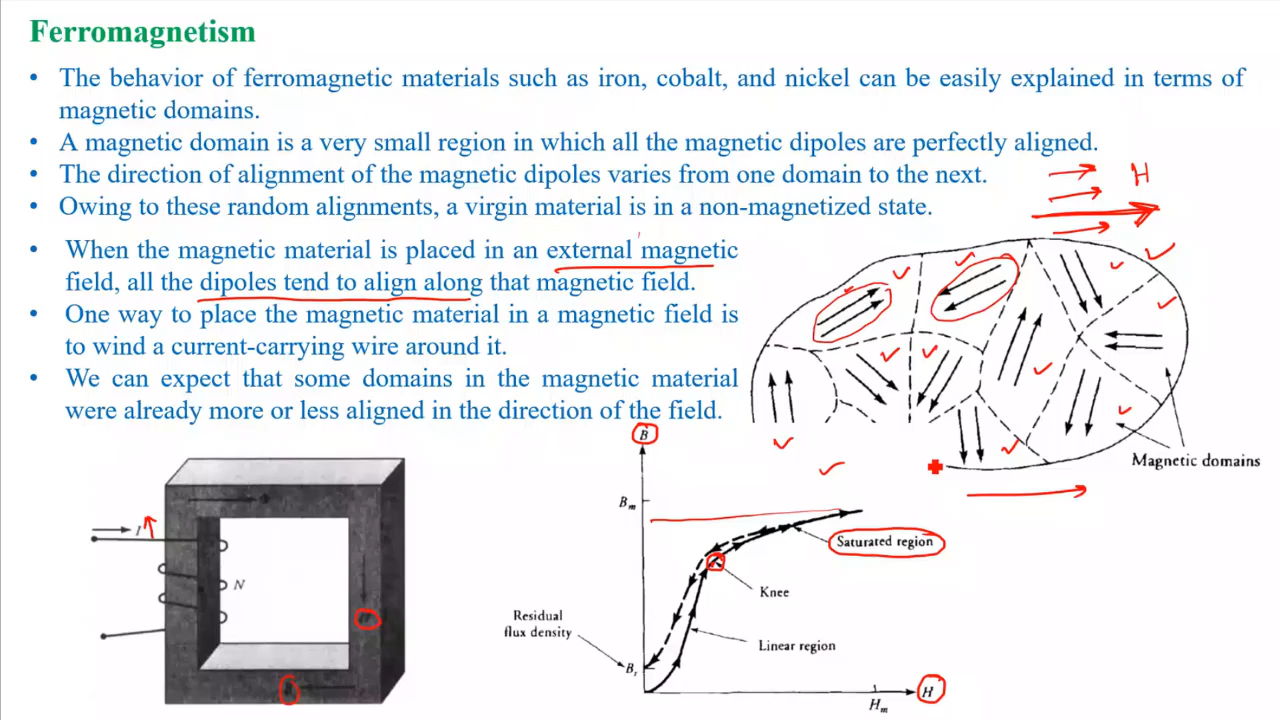 Ferromagnetism
• The behavior of ferromagnetic materials such as iron, cobalt, and nickel can be easily explained in terms of
magnetic domains.
• A magnetic domain is a very small region in which all the magnetic dipoles are perfectly aligned.
• The direction of alignment of the magnetic dipoles varies from one domain to the next.
• Owing to these random alignments, a virgin material is in a non-magnetized state.
• When the magnetic material is placed in an external magnetic
field, all the dipoles tend to align along that magnetic field.
• One way to place the magnetic material in a magnetic field is
to wind a current-carrying wire around it.
• We can expect that some domains in the magnetic material
were already more or less aligned in the direction of the field.
H
Magnetic domains
I
N
B
Bm
Saturated region
Knee
Residual
flux density
Linear region
Br
Hm
H